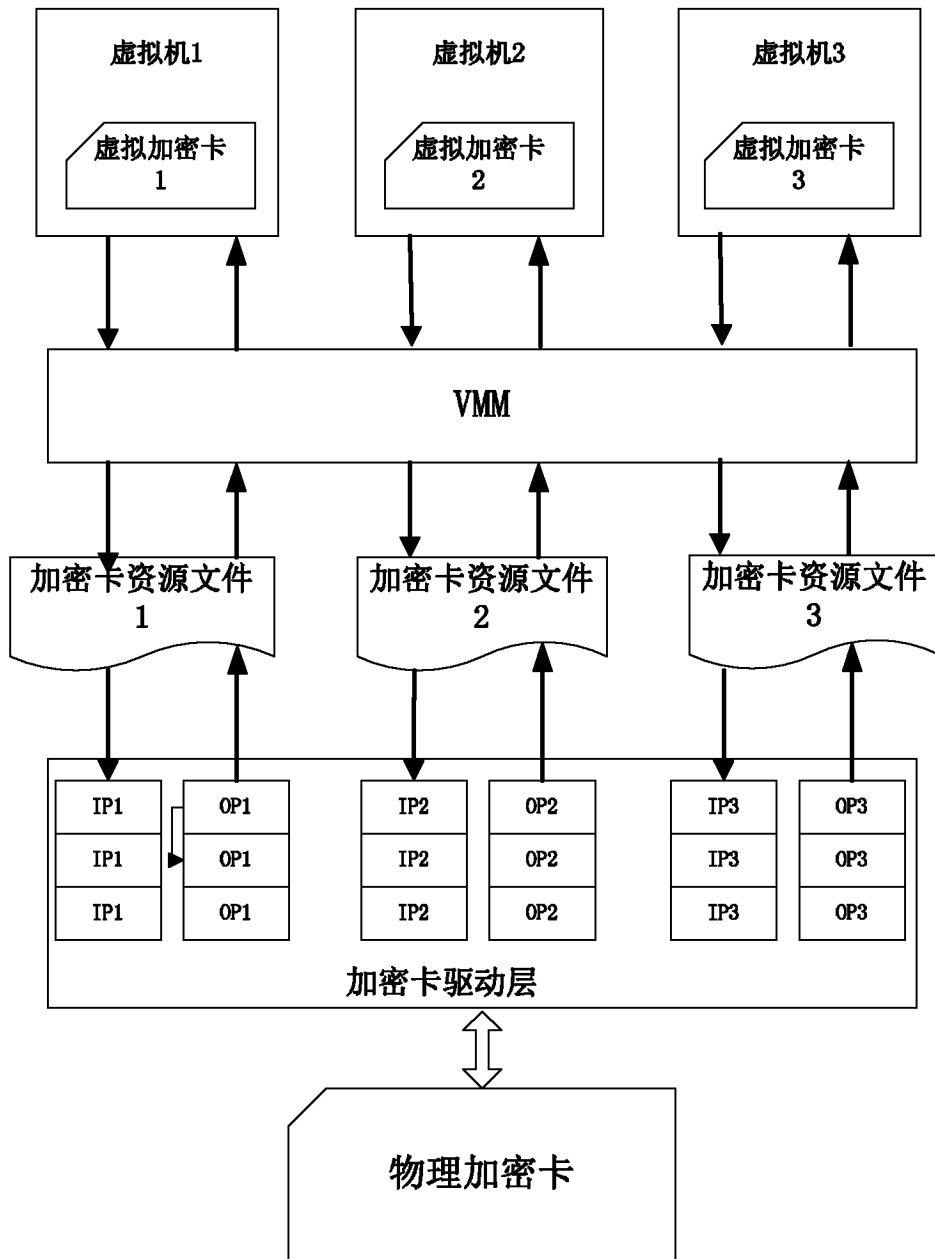 虚拟机1
虚拟机2
虚拟机3
虚拟加密卡
1
虚拟加密卡
2
虚拟加密卡
3
VMM
加密卡资源文件
1
加密卡资源文件
2
加密卡资源文件
3
IP1
OP1
IP2
OP2
IP3
OP3
IP1
OP1
IP2
OP2
IP3
OP3
IP1
OP1
IP2
OP2
IP3
OP3
加密卡驱动层
物理加密卡